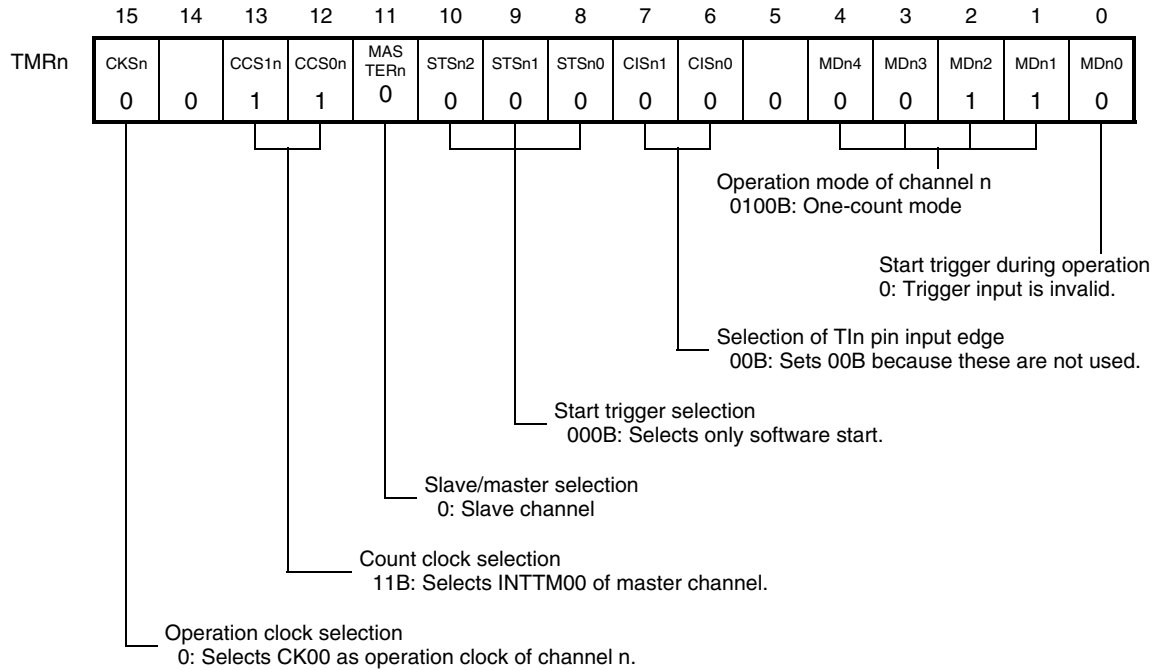 15 14 13 12 11 10 9 8 7 6 5 4 3 2 1 0
TMRn CKSn CCS1n CCS0n MAS TERn STSn2 STSn1 STSn0 CISn1 CISn0 MDn4 MDn3 MDn2 MDn1 MDn0
0 0 1 1 0 0 0 0 0 0 0 0 0 1 1 0
Operation mode of channel n
0100B: One-count mode
Start trigger during operation
0: Trigger input is invalid.
Selection of TIn pin input edge
00B: Sets 00B because these are not used.
Start trigger selection
000B: Selects only software start.
Slave/master selection
0: Slave channel
Count clock selection
11B: Selects INTTM00 of master channel.
Operation clock selection
0: Selects CK00 as operation clock of channel n.